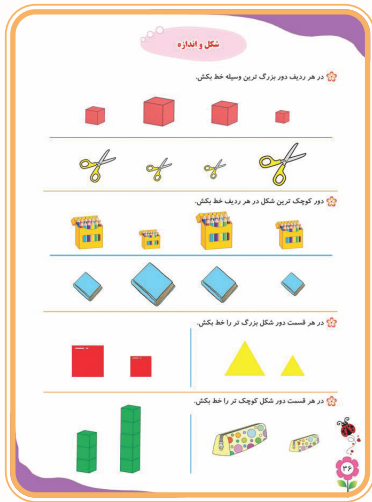 شکل و اندازه
در هر ردیف دور بزرگ ترین وسیله خط بکش.
دور کوچک ترین شکل در هر ردیف خط بکش.
در هر قسمت دور شکل بزرگ تر را خط بکش.
در هر قسمت دور شکل کوچک تر را خط بکش.
۳۶